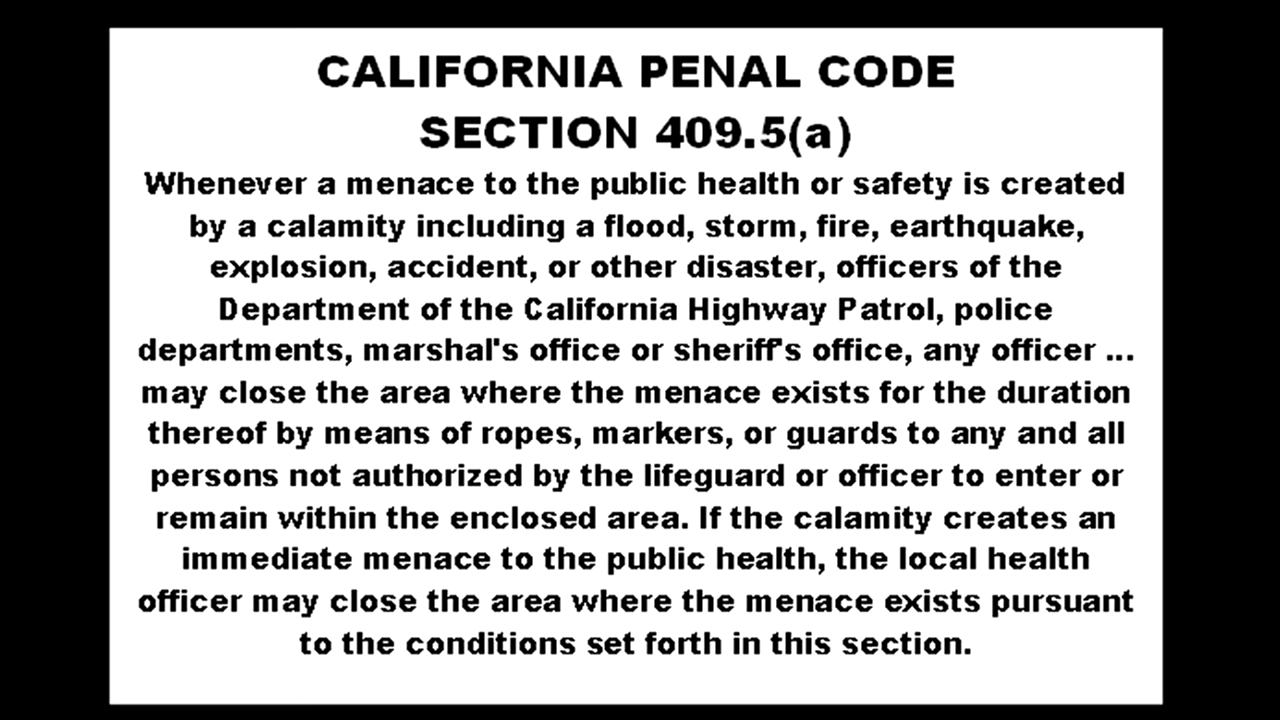 CALIFORNIA PENAL CODE
SECTION 409.5(a)
Whenever a menace to the public health or safety is created
by a calamity including a flood, storm, fire, earthquake,
explosion, accident, or other disaster, officers of the
Department of the California Highway Patrol, police
departments, marshal's office or sheriff's office, any officer ...
may close the area where the menace exists for the duration
thereof by means of ropes, markers, or guards to any and all
persons not authorized by the lifeguard or officer to enter or
remain within the enclosed area. If the calamity creates an
immediate menace to the public health, the local health
officer may close the area where the menace exists pursuant
to the conditions set forth in this section.